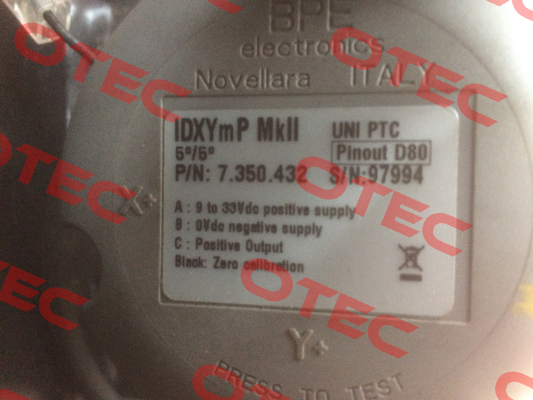 BPE
electronics
Novellara ITALY
IDXYmP MkII UNI PTC
5°/5° Pinout D80
P/N: 7.350.432 S/N:97994
A : 9 to 33Vdc positive supply
B : 0Vdc negative supply
C : Positive Output
Black: Zero calibration
X+
Y+
PRESS TO TEST
OTEC
OTEC
OTEC
OTEC
OTEC
OTEC
OTEC
OTEC
OTEC